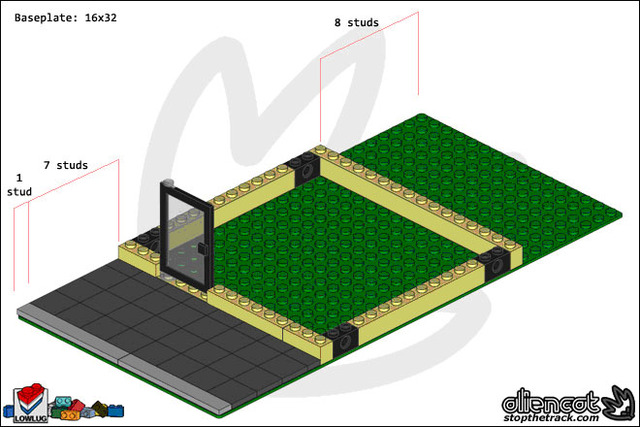 Baseplate: 16x32
8 studs
7 studs
1
stud
LOWLUG
aliencat
stopthetrack.com